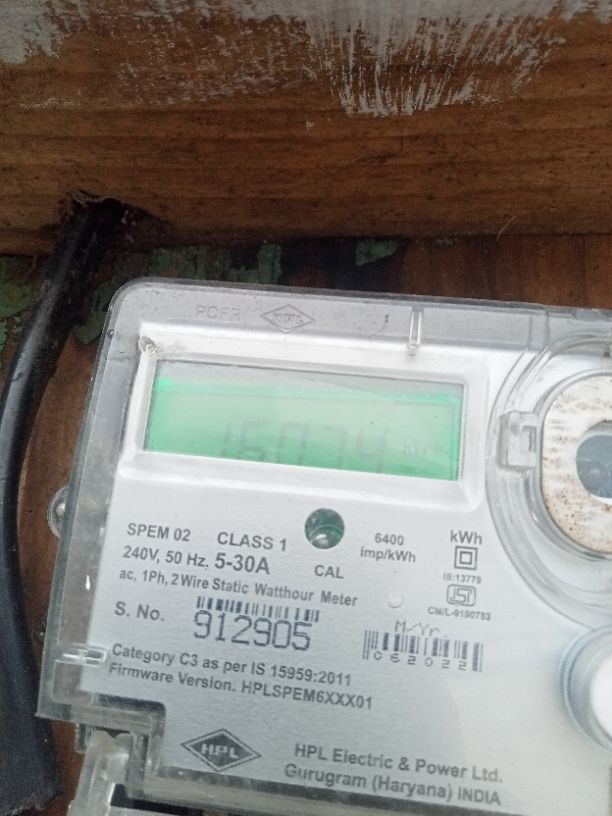 16074 kWh
SPEM 02 CLASS 1
240V, 50 Hz. 5-30A
ac, 1Ph, 2 Wire Static Watthour Meter
CAL
6400
imp/kWh
kWh
IS:13779
ISI
CM/L-9190783
S. No.
912905
M/Yr.
062022
Category C3 as per IS 15959:2011
Firmware Version. HPLSPEM6XXX01
HPL
HPL Electric & Power Ltd.
Gurugram (Haryana) INDIA